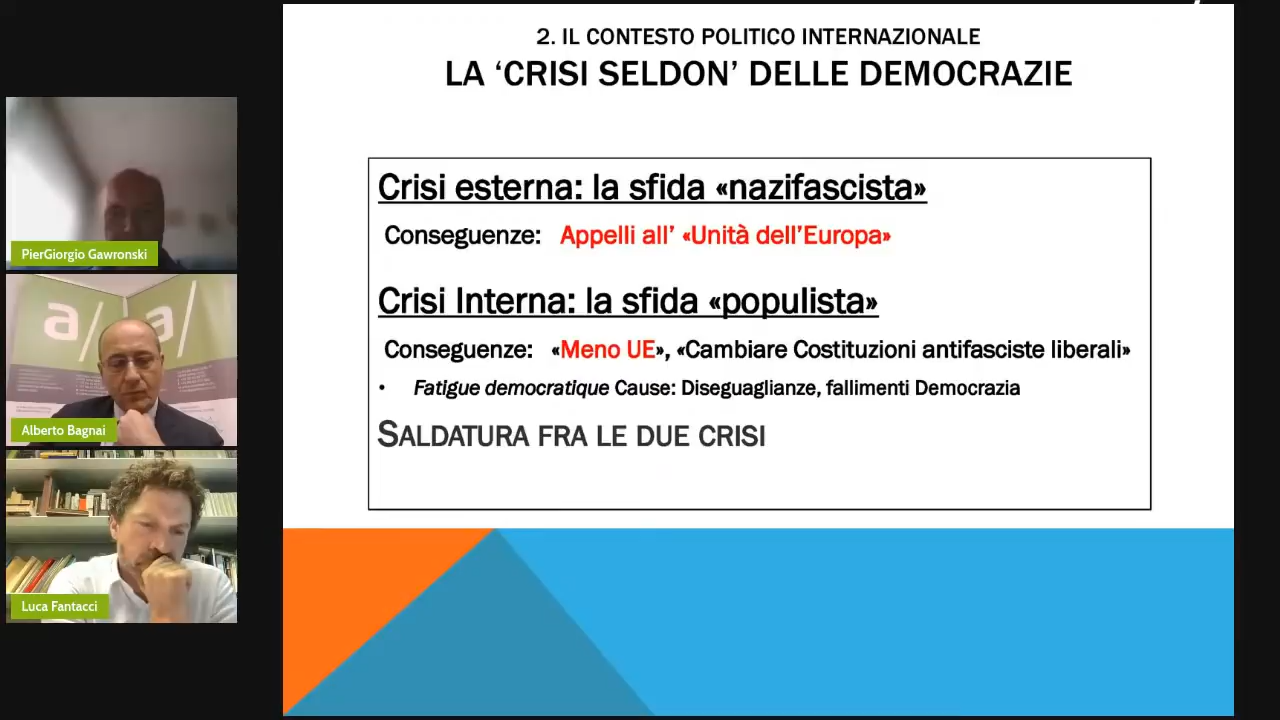 2. IL CONTESTO POLITICO INTERNAZIONALE
LA ‘CRISI SELDON’ DELLE DEMOCRAZIE
Crisi esterna: la sfida «nazifascista»
Conseguenze: Appelli all’ «Unità dell’Europa»
Crisi Interna: la sfida «populista»
Conseguenze: «Meno UE», «Cambiare Costituzioni antifasciste liberali»
• Fatigue democratique Cause: Diseguaglianze, fallimenti Democrazia
SALDATURA FRA LE DUE CRISI
PierGiorgio Gawronski
a/ a/
Alberto Bagnai
Luca Fantacci